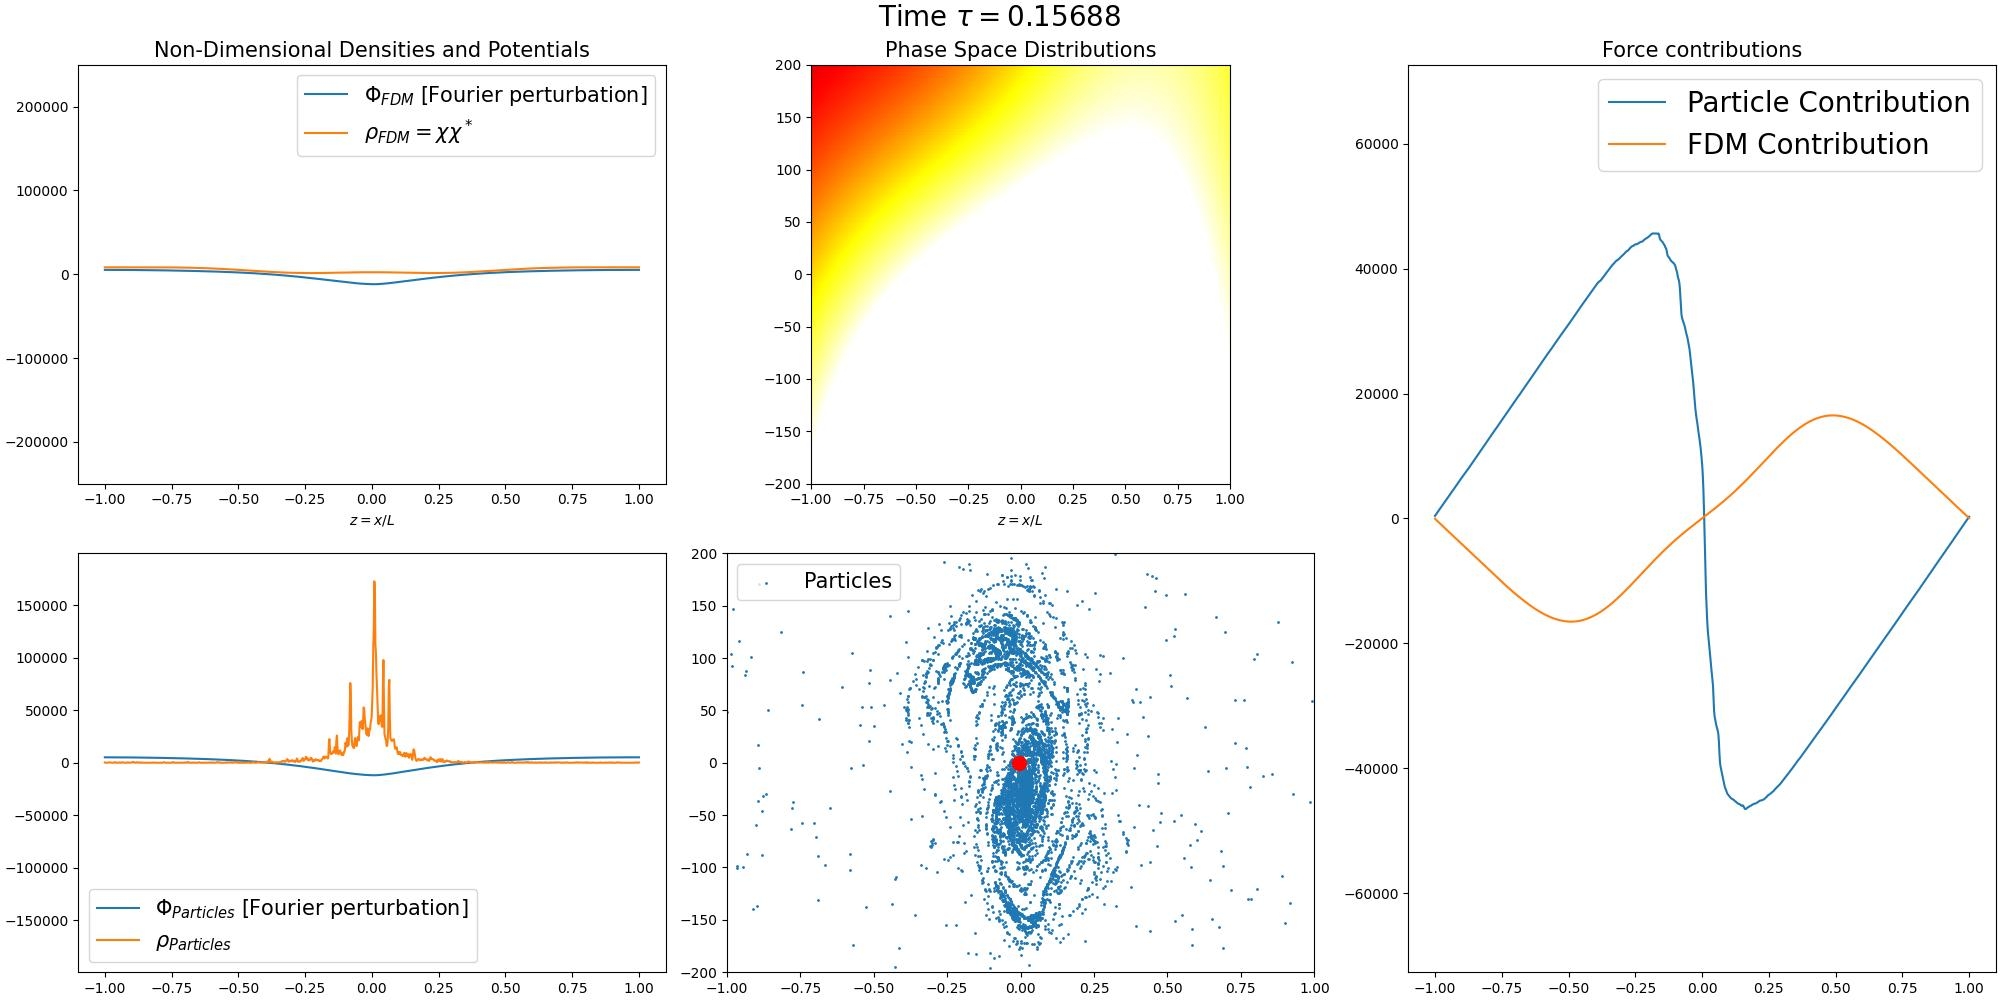 Time τ = 0.15688
Non-Dimensional Densities and Potentials
Φ_FDM [Fourier perturbation]
ρ_FDM = χχ*
200000
100000
0
−100000
−200000
−1.00 −0.75 −0.50 −0.25 0.00 0.25 0.50 0.75 1.00
z = x/L
Phase Space Distributions
200
150
100
50
0
−50
−100
−150
−200
−1.00 −0.75 −0.50 −0.25 0.00 0.25 0.50 0.75 1.00
z = x/L
Force contributions
Particle Contribution
FDM Contribution
60000
40000
20000
0
−20000
−40000
−60000
−1.00 −0.75 −0.50 −0.25 0.00 0.25 0.50 0.75 1.00
150000
100000
50000
0
−50000
−100000
−150000
Φ_Particles [Fourier perturbation]
ρ_Particles
−1.00 −0.75 −0.50 −0.25 0.00 0.25 0.50 0.75 1.00
Particles
200
150
100
50
0
−50
−100
−150
−200
−1.00 −0.75 −0.50 −0.25 0.00 0.25 0.50 0.75 1.00